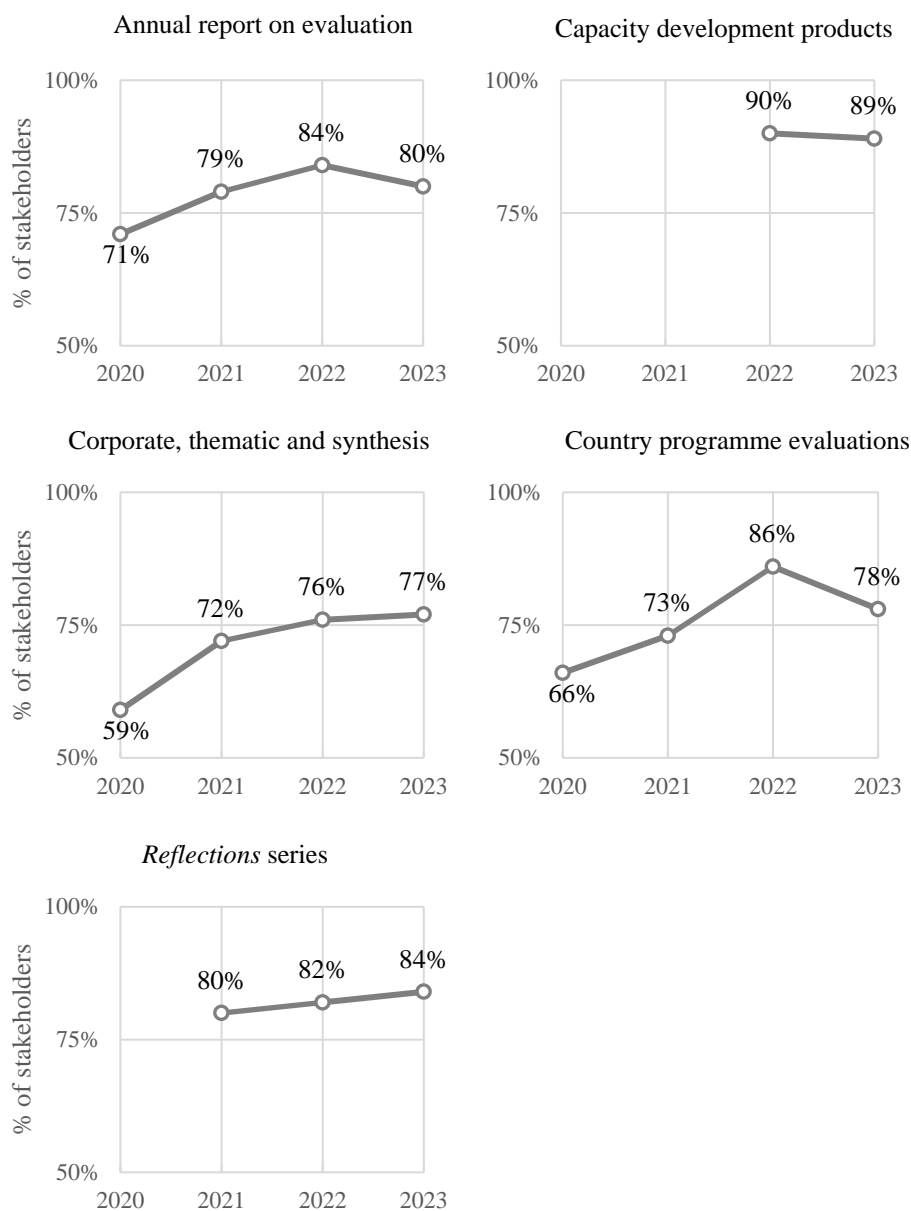 Annual report on evaluation
% of stakeholders
100%
75%
50%
71%
79%
84%
80%
2020 2021 2022 2023
Capacity development products
100%
75%
50%
90%
89%
2020 2021 2022 2023
Corporate, thematic and synthesis
% of stakeholders
100%
75%
50%
59%
72%
76%
77%
2020 2021 2022 2023
Country programme evaluations
100%
75%
50%
66%
73%
86%
78%
2020 2021 2022 2023
Reflections series
% of stakeholders
100%
75%
50%
80%
82%
84%
2020 2021 2022 2023